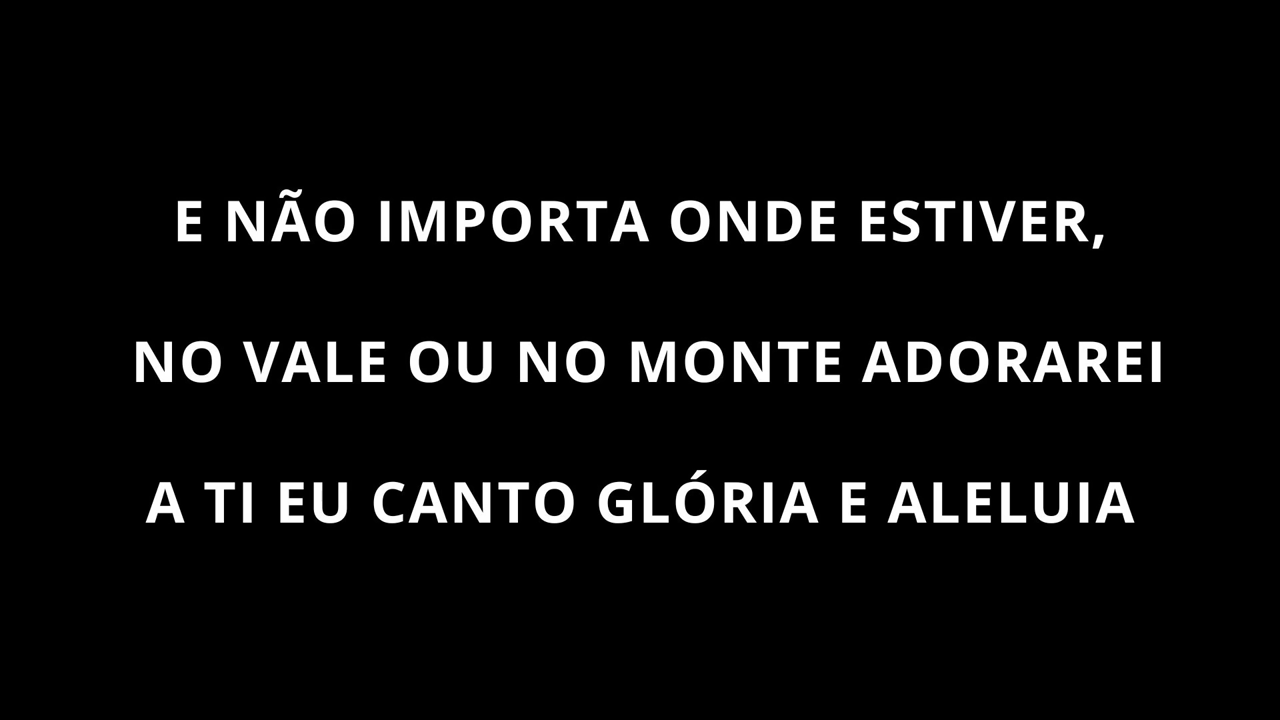 E NÃO IMPORTA ONDE ESTIVER,
NO VALE OU NO MONTE ADORAREI
A TI EU CANTO GLÓRIA E ALELUIA